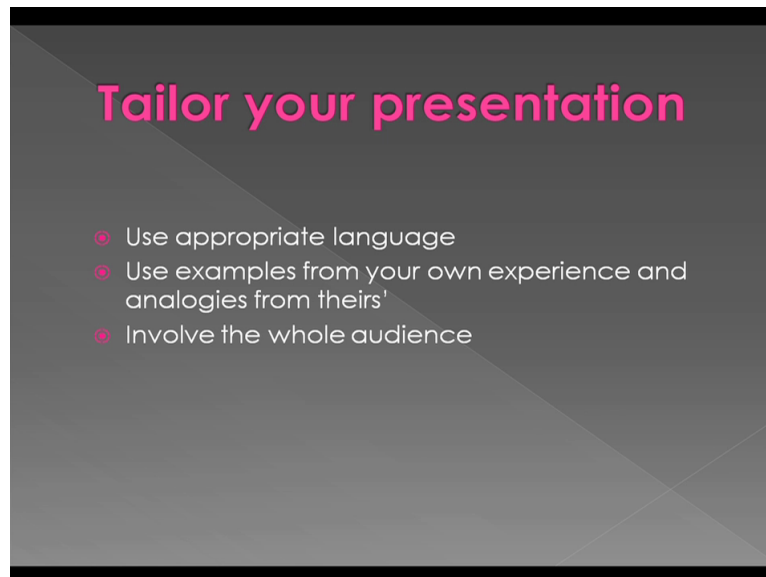 Tailor your presentation
Use appropriate language
Use examples from your own experience and
analogies from theirs'
Involve the whole audience